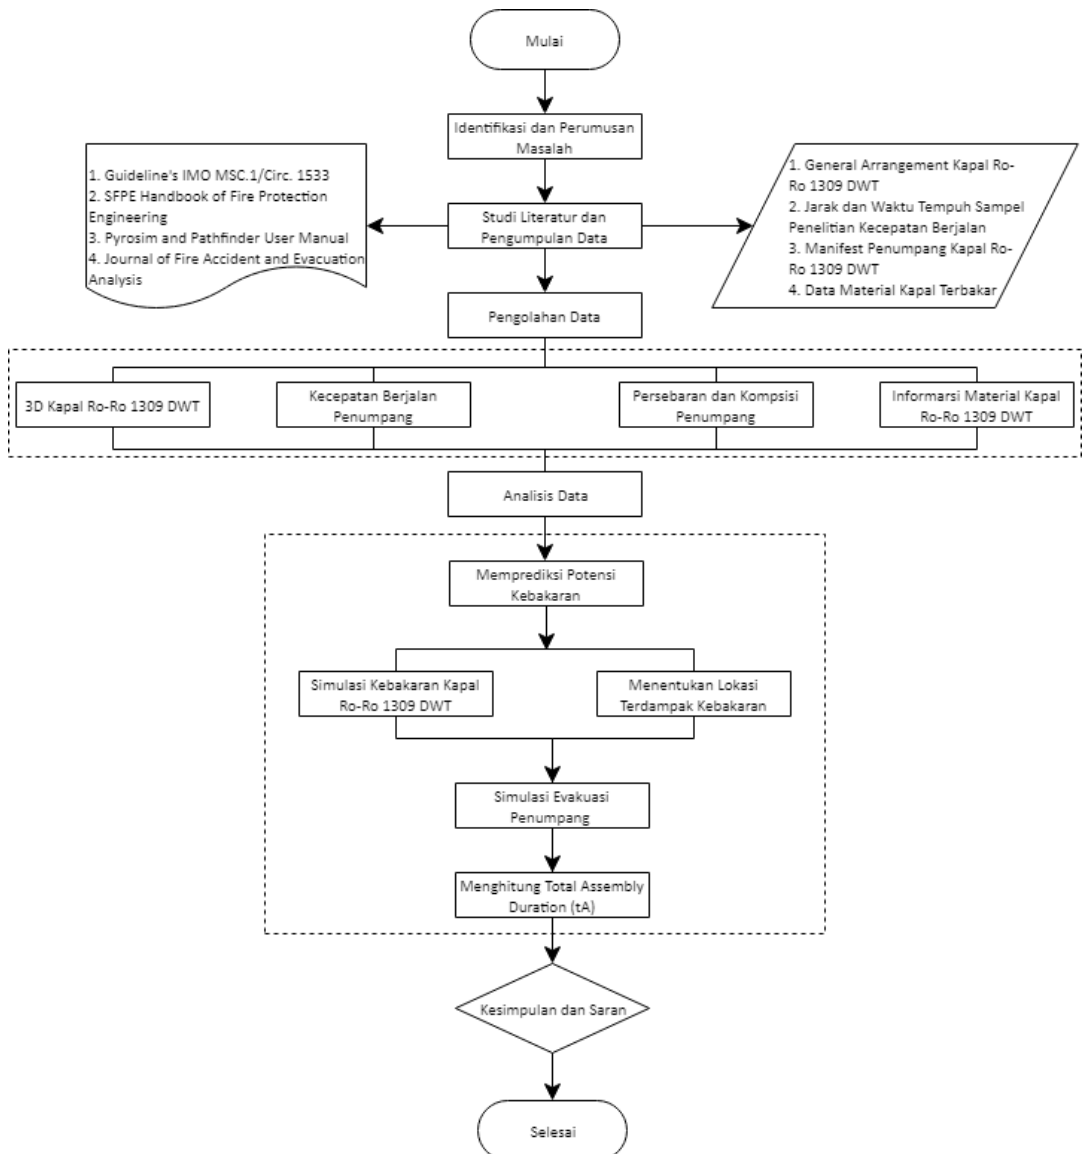 Mulai
Identifikasi dan Perumusan
Masalah
1. Guideline's IMO MSC.1/Circ. 1533
2. SFPE Handbook of Fire Protection
Engineering
3. Pyrosim and Pathfinder User Manual
4. Journal of Fire Accident and Evacuation
Analysis
Studi Literatur dan
Pengumpulan Data
1. General Arrangement Kapal Ro-
Ro 1309 DWT
2. Jarak dan Waktu Tempuh Sampel
Penelitian Kecepatan Berjalan
3. Manifest Penumpang Kapal Ro-
Ro 1309 DWT
4. Data Material Kapal Terbakar
Pengolahan Data
3D Kapal Ro-Ro 1309 DWT
Kecepatan Berjalan
Penumpang
Persebaran dan Kompsisi
Penumpang
Informarsi Material Kapal
Ro-Ro 1309 DWT
Analisis Data
Memprediksi Potensi
Kebakaran
Simulasi Kebakaran Kapal
Ro-Ro 1309 DWT
Menentukan Lokasi
Terdampak Kebakaran
Simulasi Evakuasi
Penumpang
Menghitung Total Assembly
Duration (tA)
Kesimpulan dan Saran
Selesai